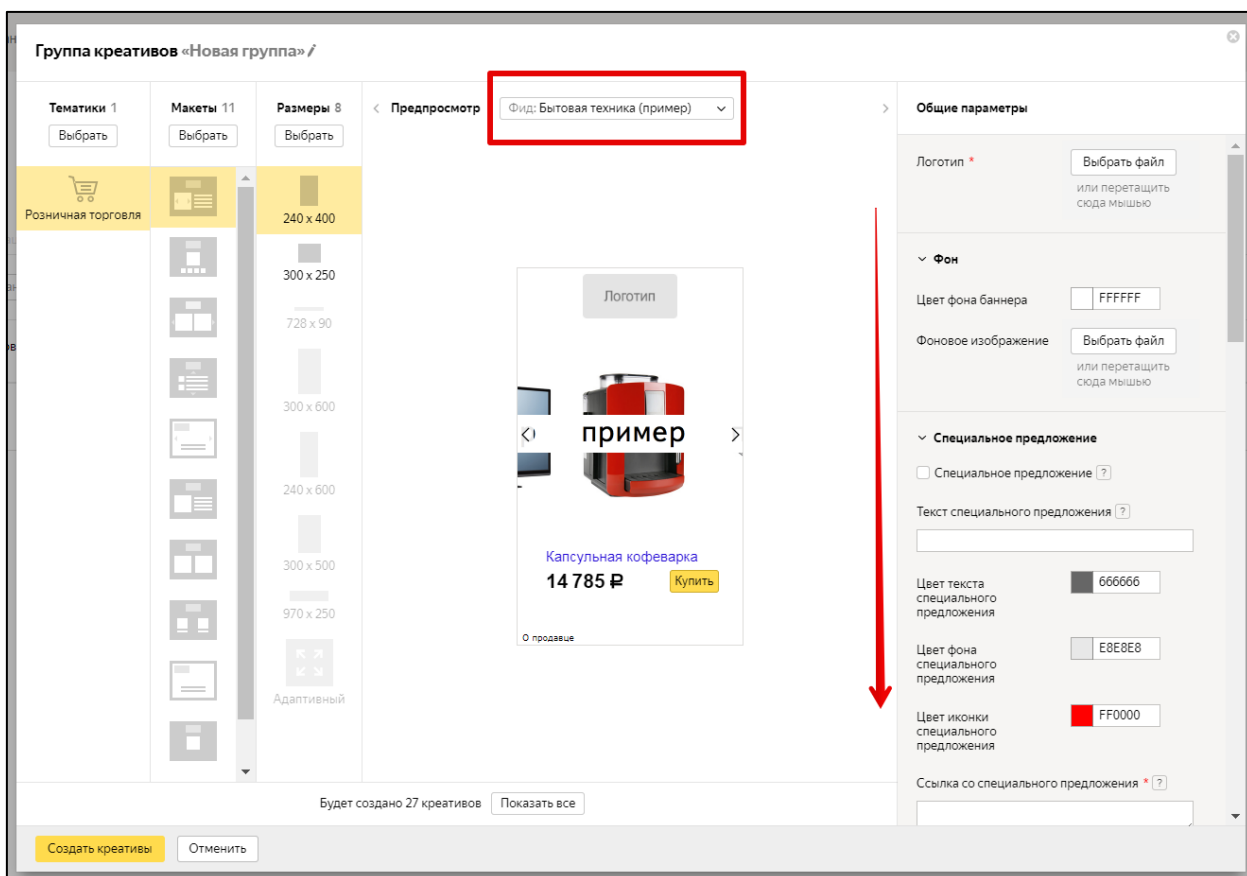 Группа креативов «Новая группа»
Тематики 1
Выбрать
Розничная торговля
Макеты 11
Выбрать
Размеры 8
Выбрать
240 x 400
300 x 250
728 x 90
300 x 600
240 x 600
300 x 500
970 x 250
Адаптивный
Предпросмотр
Фид: Бытовая техника (пример)
Логотип
пример
Капсульная кофеварка
14 785 ₽
Купить
О продавце
Будет создано 27 креативов
Показать все
Общие параметры
Логотип *
Выбрать файл
или перетащить
сюда мышью
Фон
Цвет фона баннера
FFFFFF
Фоновое изображение
Выбрать файл
или перетащить
сюда мышью
Специальное предложение
Специальное предложение ?
Текст специального предложения ?
Цвет текста
специального
предложения
666666
Цвет фона
специального
предложения
E8E8E8
Цвет иконки
специального
предложения
FF0000
Ссылка со специального предложения * ?
Создать креативы
Отменить